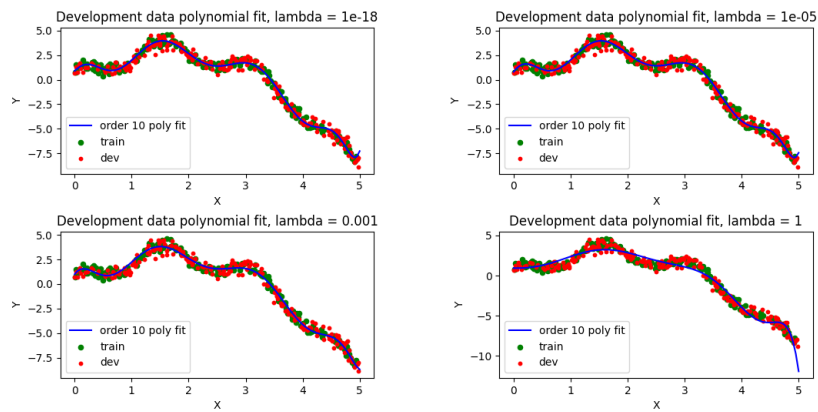 Development data polynomial fit, lambda = 1e-18
5.0
2.5
0.0
-2.5
-5.0
-7.5
Y
order 10 poly fit
train
dev
0 1 2 3 4 5
X
Development data polynomial fit, lambda = 1e-05
5.0
2.5
0.0
−2.5
−5.0
−7.5
Y
order 10 poly fit
train
dev
0 1 2 3 4 5
X
Development data polynomial fit, lambda = 0.001
5.0
2.5
0.0
−2.5
−5.0
−7.5
Y
order 10 poly fit
train
dev
0 1 2 3 4 5
X
Development data polynomial fit, lambda = 1
5
0
−5
−10
Y
order 10 poly fit
train
dev
0 1 2 3 4 5
X